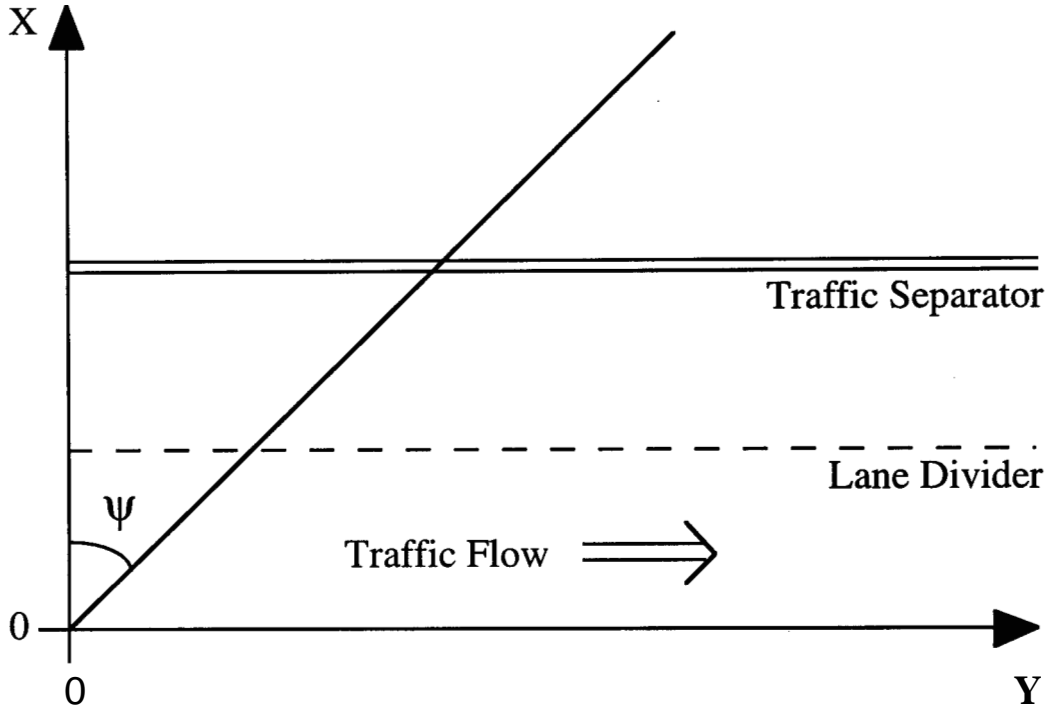 X
Traffic Separator
Lane Divider
ψ
Traffic Flow
0
0
Y